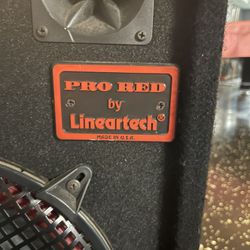 PRO RED
by
Lineartech®
MADE IN U.S.A.